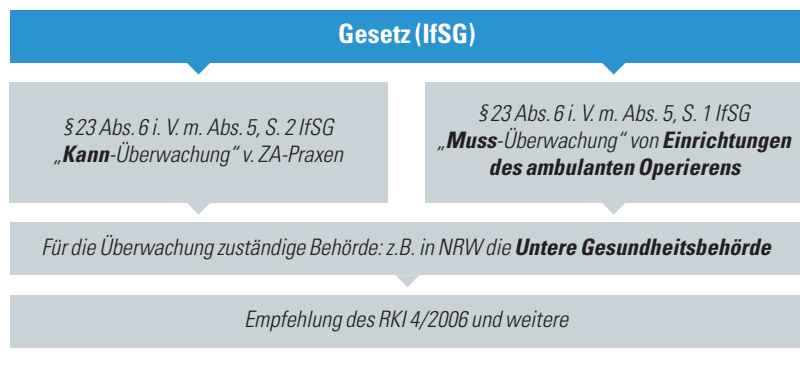 Gesetz (IfSG)
§ 23 Abs. 6 i. V. m. Abs. 5, S. 2 IfSG
„Kann-Überwachung“ v. ZA-Praxen
§ 23 Abs. 6 i. V. m. Abs. 5, S. 1 IfSG
„Muss-Überwachung“ von Einrichtungen
des ambulanten Operierens
Für die Überwachung zuständige Behörde: z.B. in NRW die Untere Gesundheitsbehörde
Empfehlung des RKI 4/2006 und weitere